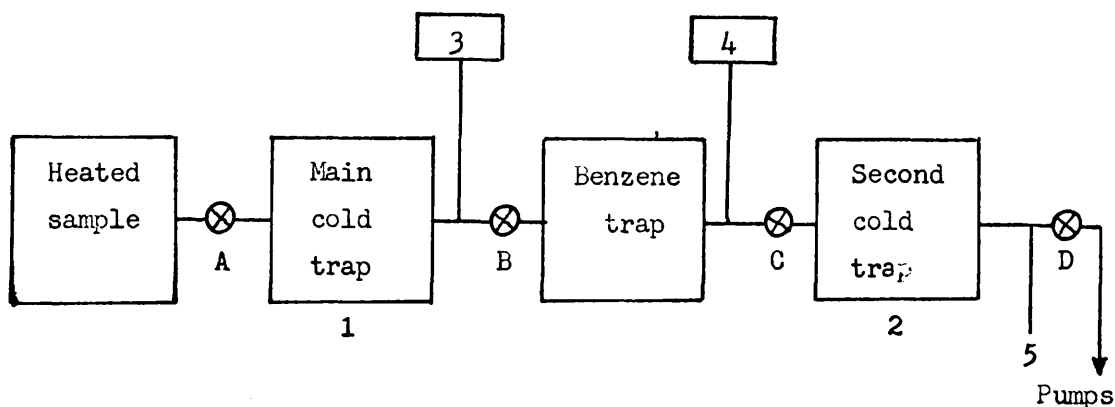 3
4
Heated
sample
Main
cold
trap
Benzene
trap
Second
cold
trap
A
B
C
D
1
2
5
Pumps